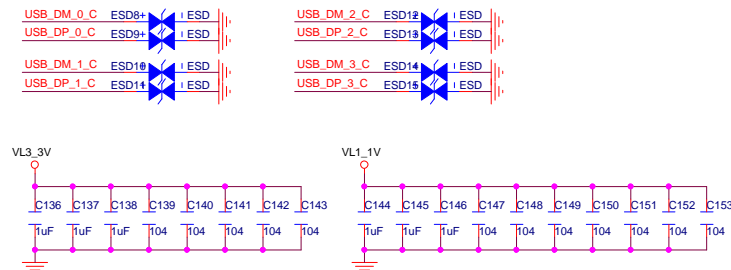 USB_DM_0_C ESD8 + - ESD
USB_DP_0_C ESD9 + - ESD
USB_DM_1_C ESD10 + - ESD
USB_DP_1_C ESD11 + - ESD
USB_DM_2_C ESD12 + - ESD
USB_DP_2_C ESD13 + - ESD
USB_DM_3_C ESD14 + - ESD
USB_DP_3_C ESD15 + - ESD
VL3_3V
C136 C137 C138 C139 C140 C141 C142 C143
1uF 1uF 1uF 104 104 104 104 104
VL1_1V
C144 C145 C146 C147 C148 C149 C150 C151 C152 C153
1uF 1uF 1uF 104 104 104 104 104 104 104